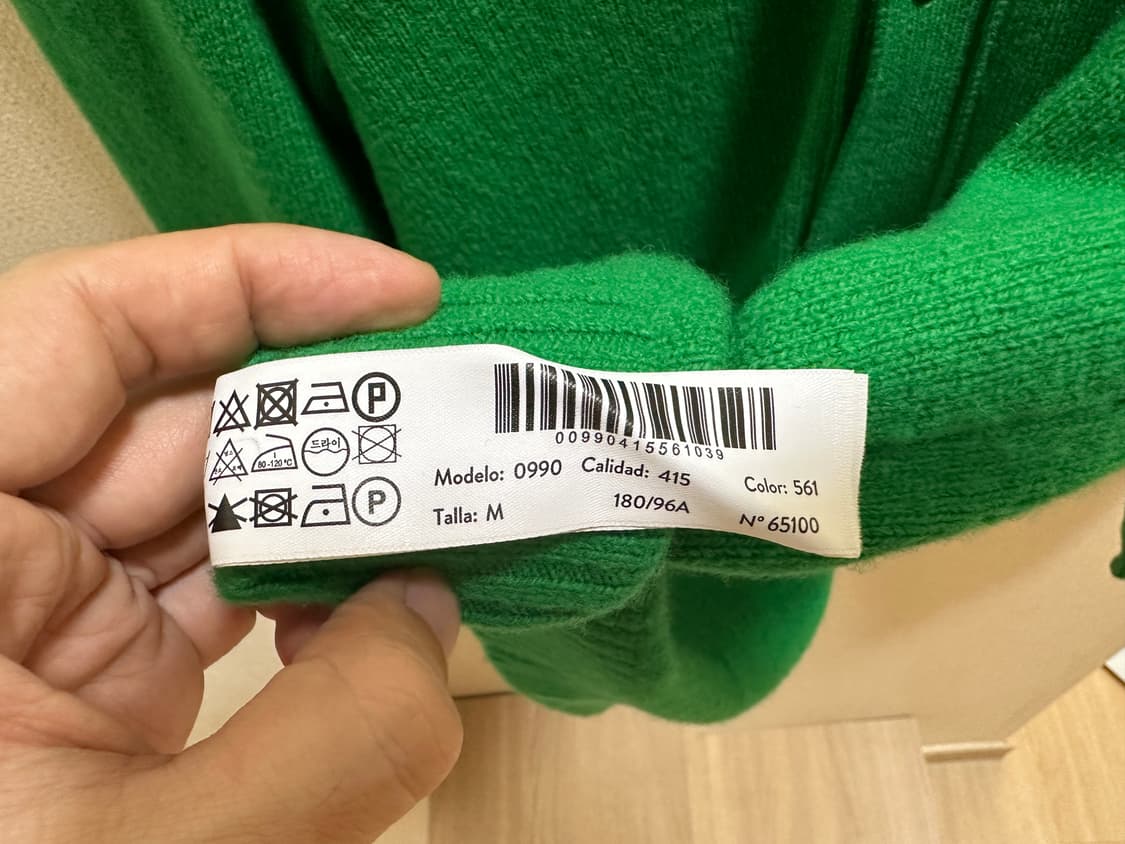 P
드라이
80-120°C
P
00990415561039
Modelo: 0990 Calidad: 415 Color: 561
Talla: M 180/96A Nº 65100